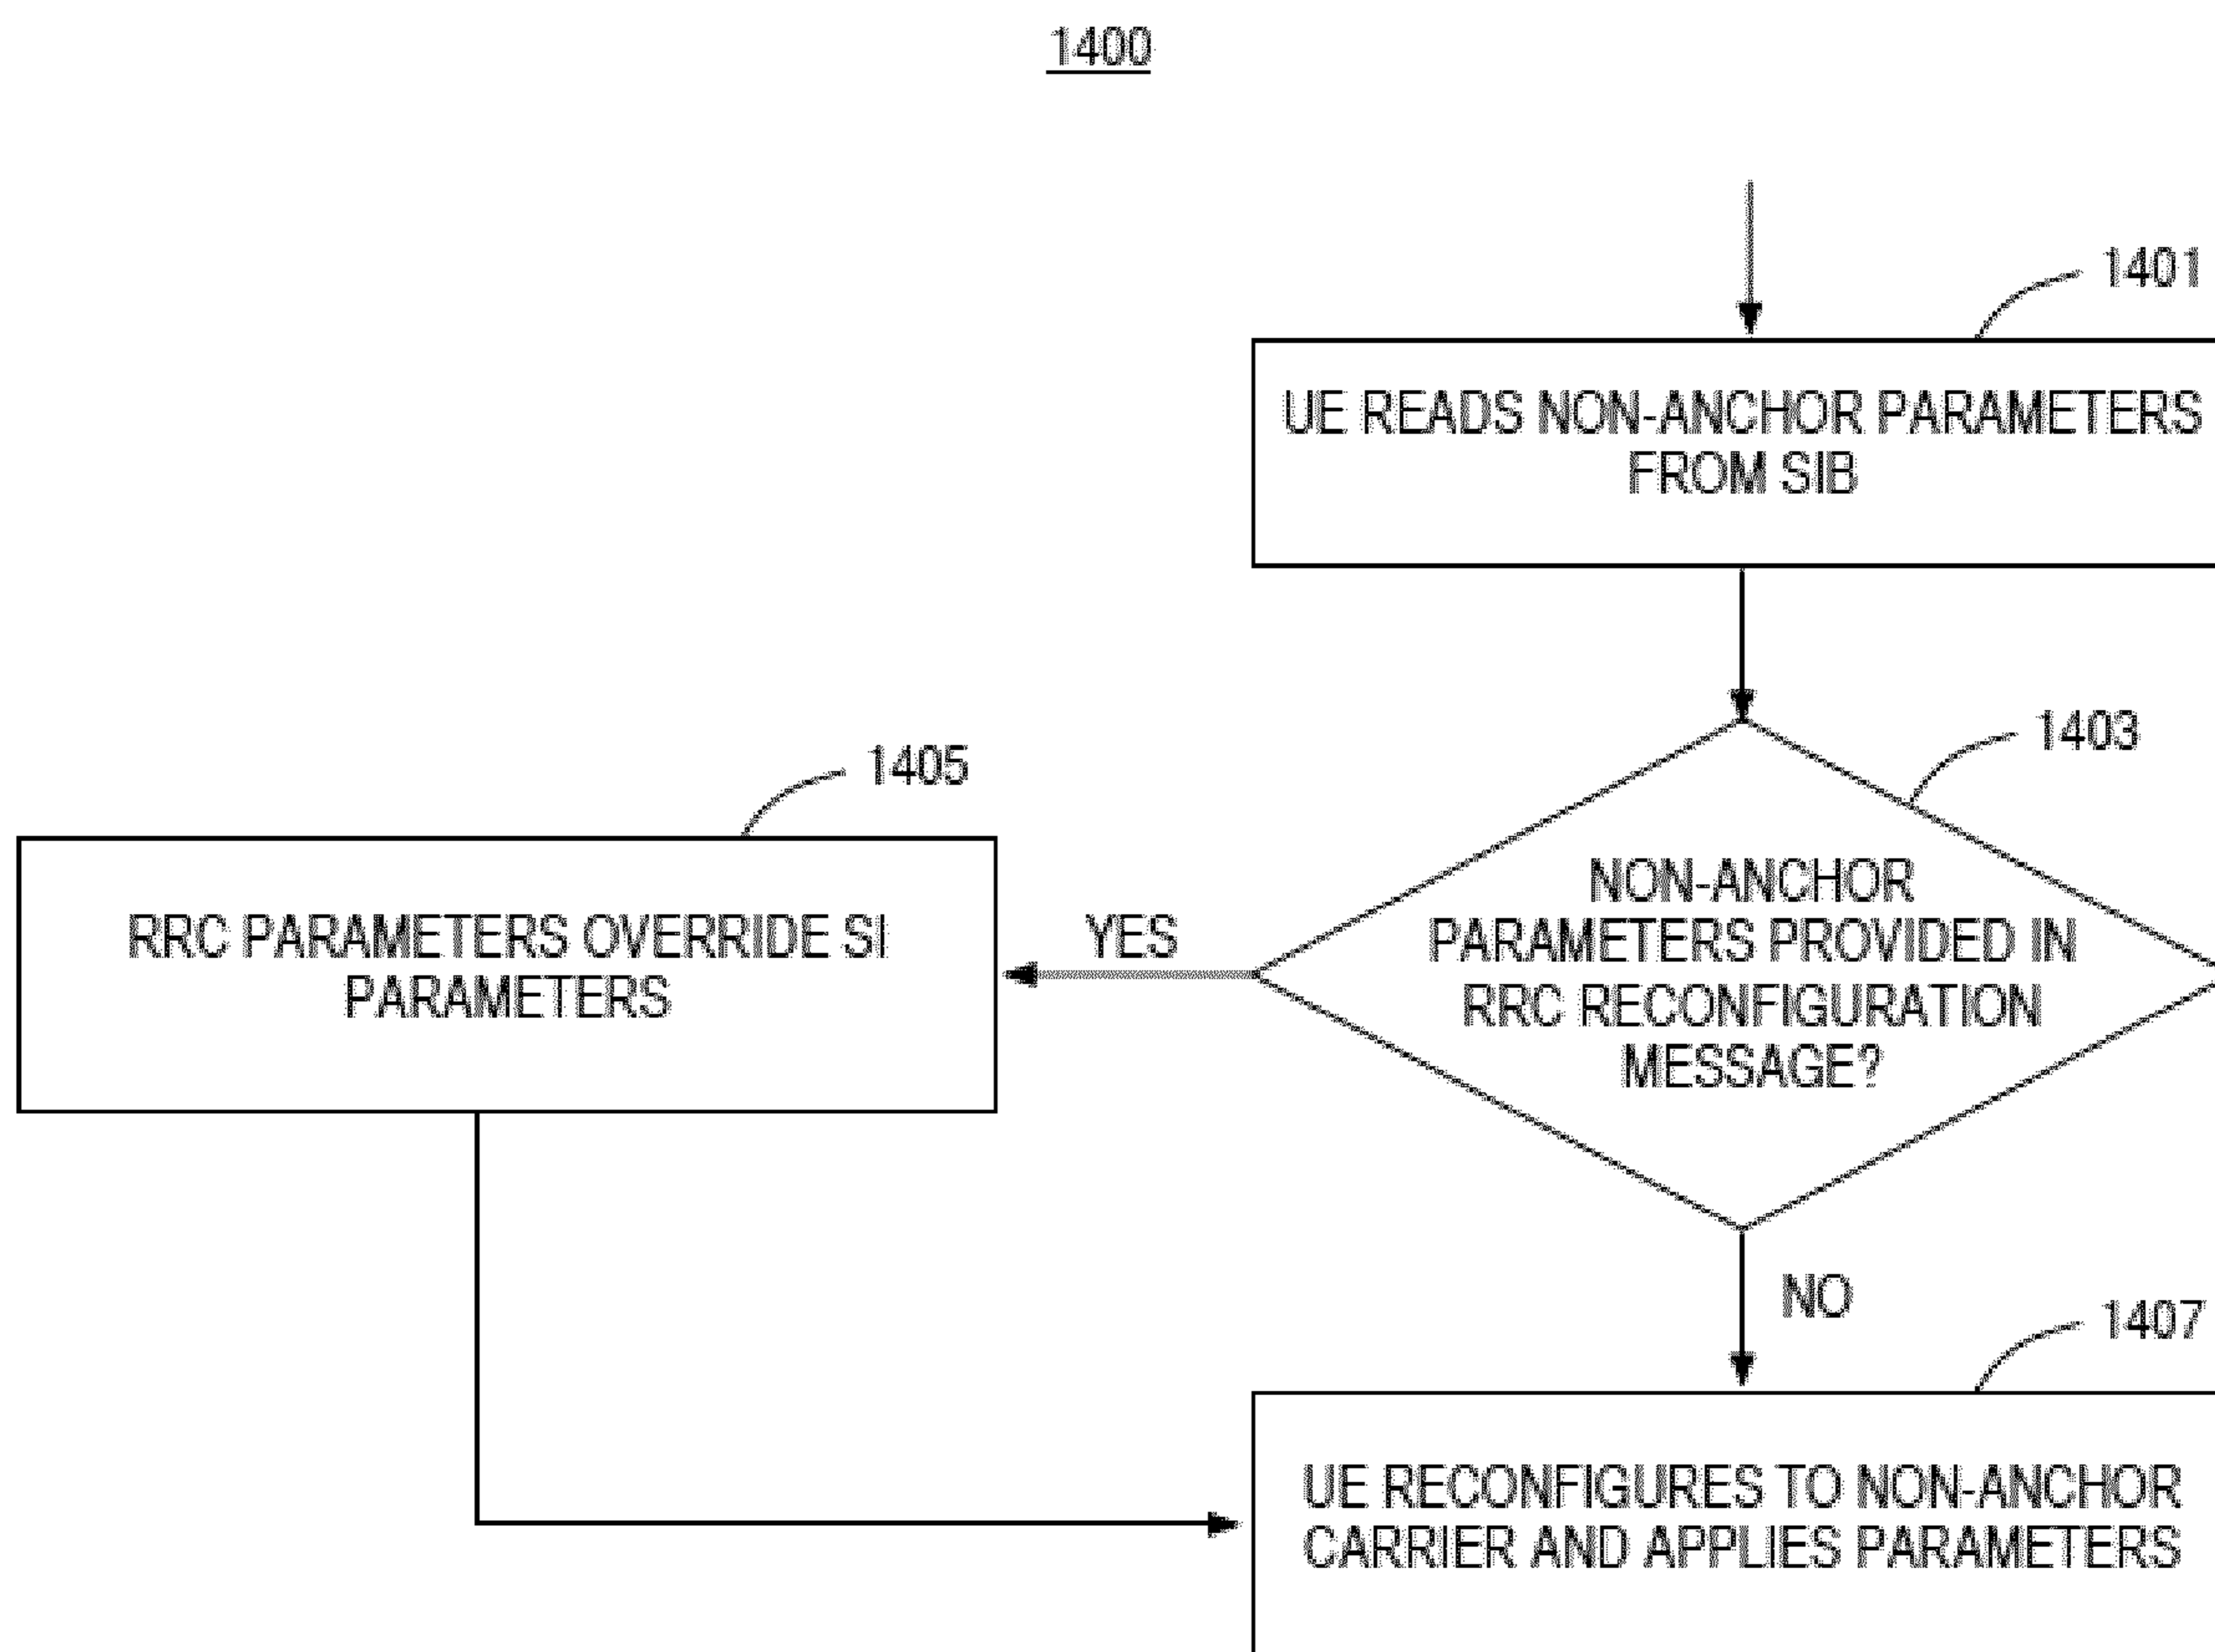 1400
1401
UE READS NON-ANCHOR PARAMETERS
FROM SIB
1403
NON-ANCHOR
PARAMETERS PROVIDED IN
RRC RECONFIGURATION
MESSAGE?
YES
1405
RRC PARAMETERS OVERRIDE SI
PARAMETERS
NO
1407
UE RECONFIGURES TO NON-ANCHOR
CARRIER AND APPLIES PARAMETERS